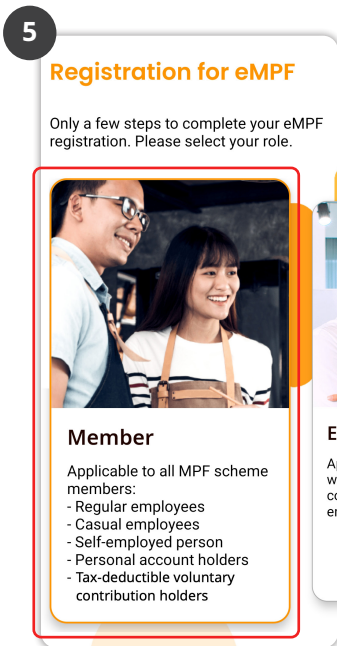 5
Registration for eMPF
Only a few steps to complete your eMPF
registration. Please select your role.
Member
Applicable to all MPF scheme
members:
- Regular employees
- Casual employees
- Self-employed person
- Personal account holders
- Tax-deductible voluntary
contribution holders